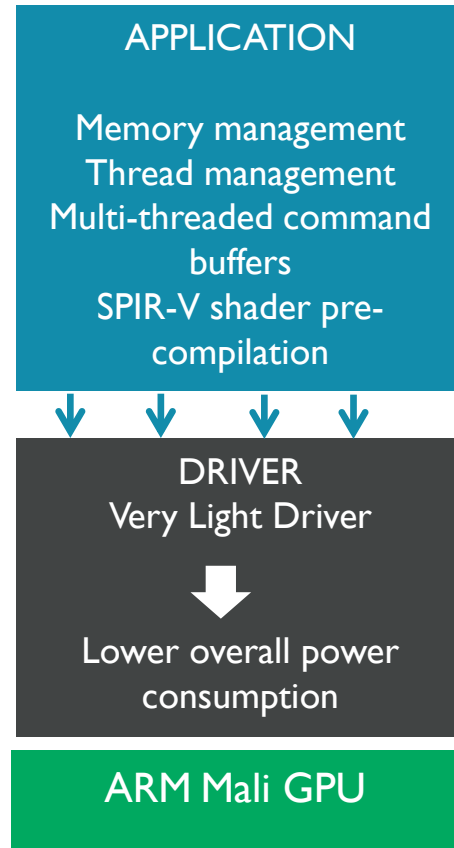 APPLICATION
Memory management
Thread management
Multi-threaded command
buffers
SPIR-V shader pre-
compilation
DRIVER
Very Light Driver
Lower overall power
consumption
ARM Mali GPU